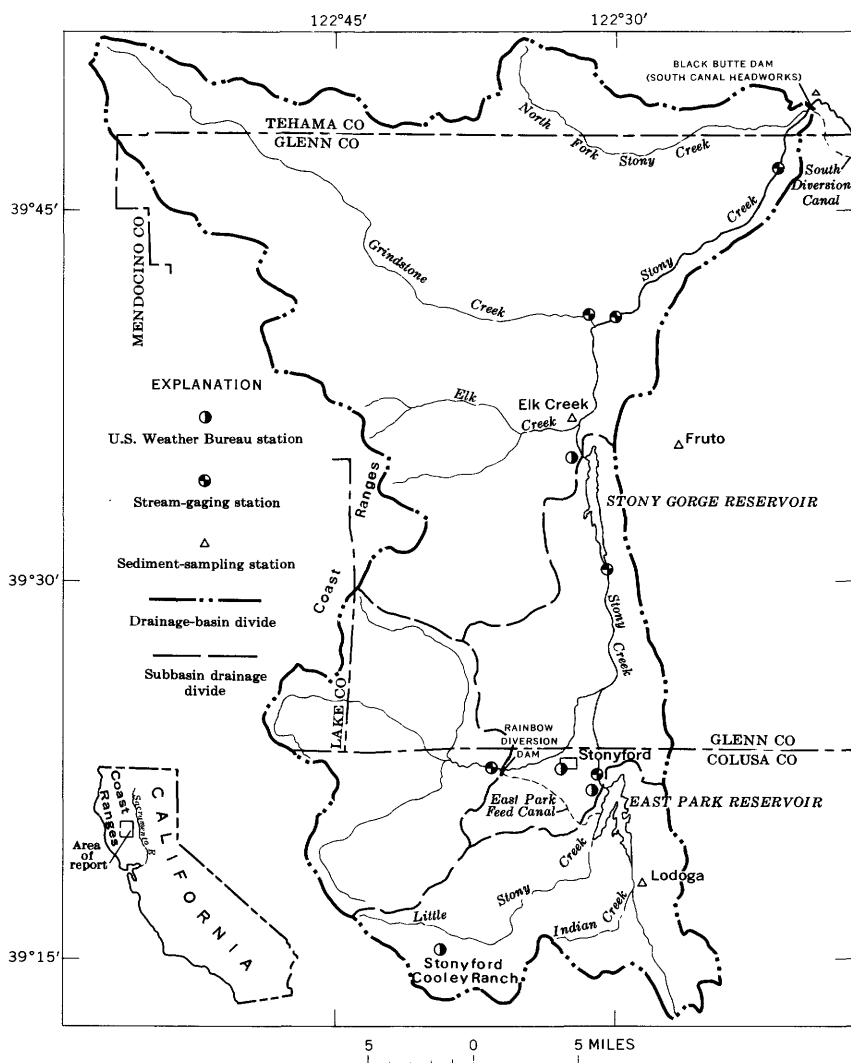 122°45'
122°30'
BLACK BUTTE DAM
(SOUTH CANAL HEADWORKS)
North
Fork
Stony
Creek
TEHAMA CO
GLENN CO
South
Diversion
Canal
39°45'
Creek
Stony
MENDOCINO CO
Grindstone
Creek
EXPLANATION
U.S. Weather Bureau station
Stream-gaging station
Sediment-sampling station
Drainage-basin divide
Subbasin drainage
divide
Elk
Creek
Elk Creek
Fruto
STONY GORGE RESERVOIR
Coast
Ranges
39°30'
Stony
Creek
LAKE CO
RAINBOW
DIVERSION
DAM
Stonyford
GLENN CO
COLUSA CO
East Park
Feed Canal
EAST PARK RESERVOIR
Coast
Ranges
Sacramento R
CALIFORNIA
Area of
report
Little
Stony
Creek
Indian
Creek
Lodoga
39°15'
Stonyford
Cooley Ranch
5 0 5 MILES